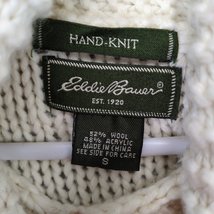 HAND-KNIT
Eddie Bauer ®
EST. 1920
52% WOOL
48% ACRYLIC
MADE IN CHINA
SEE SIDE FOR CARE
S